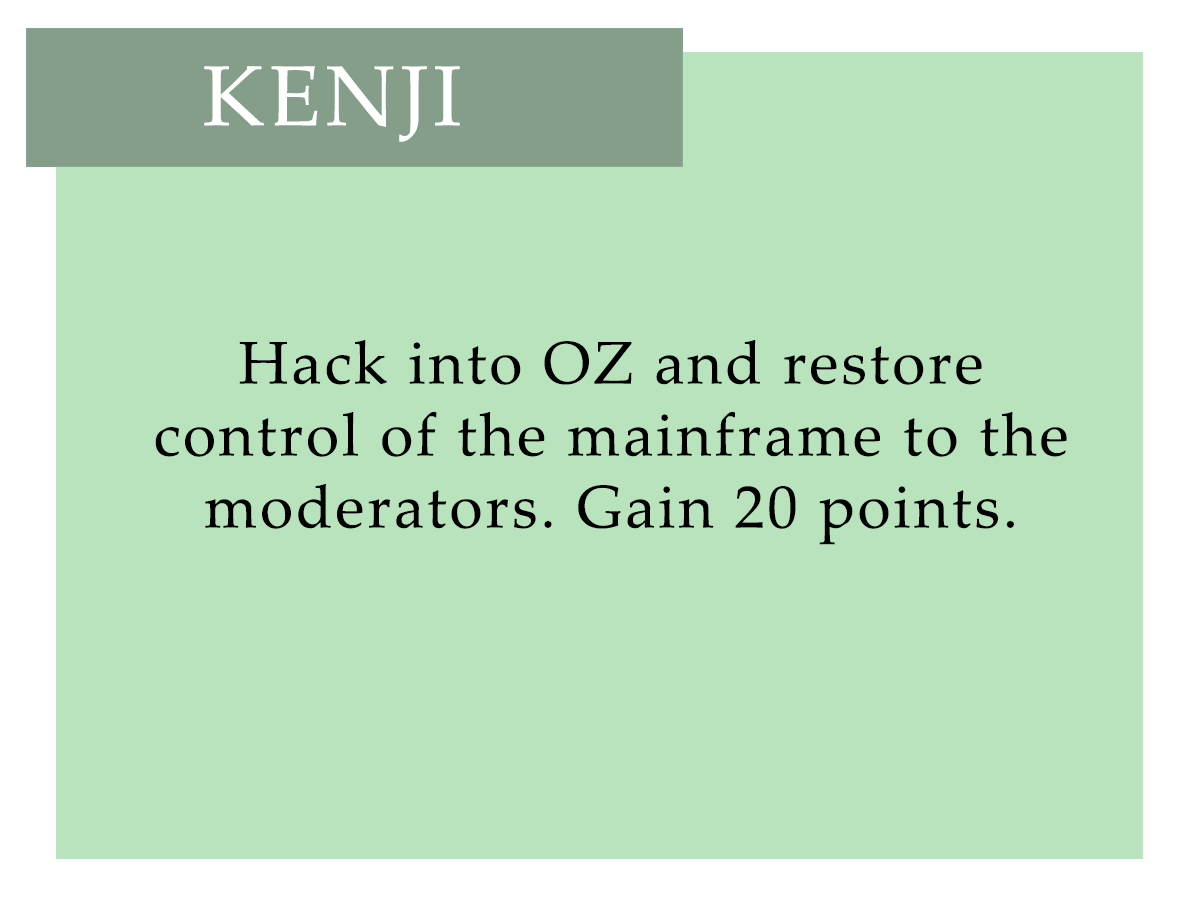 KENJI
Hack into OZ and restore
control of the mainframe to the
moderators. Gain 20 points.